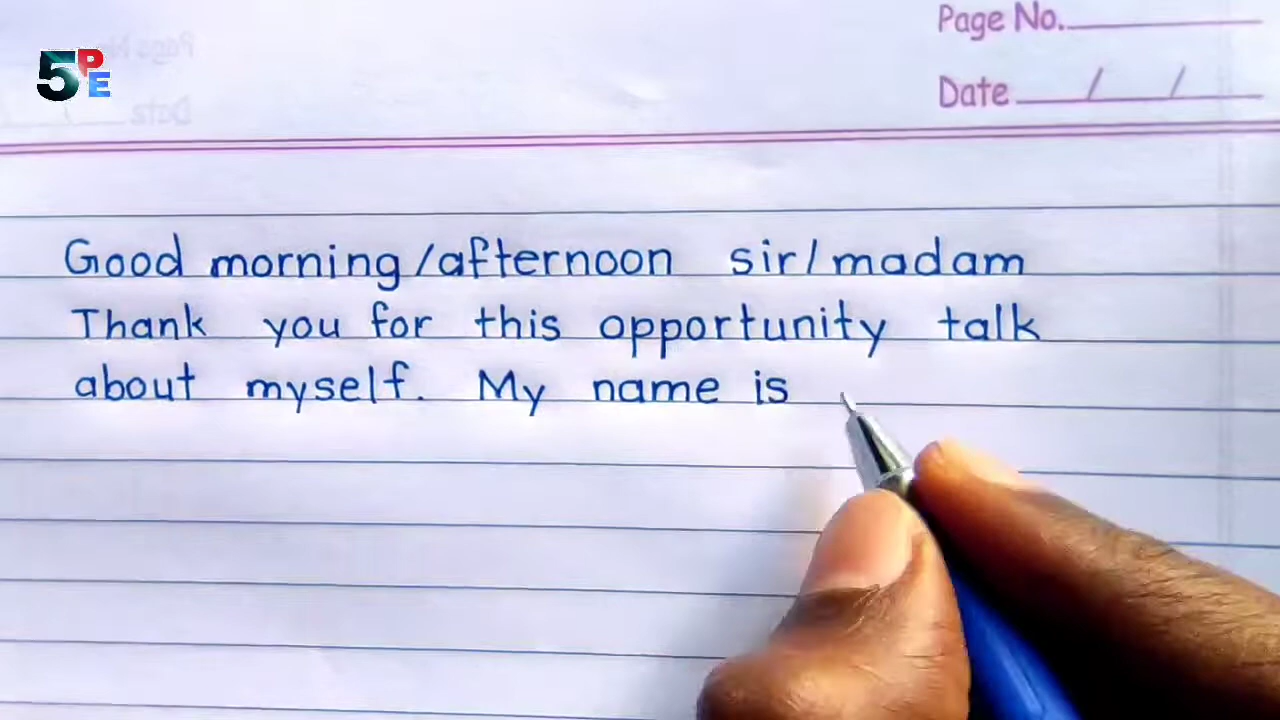 5PE
Page No.
Date / /
Good morning/afternoon sir/madam
Thank you for this opportunity talk
about myself. My name is